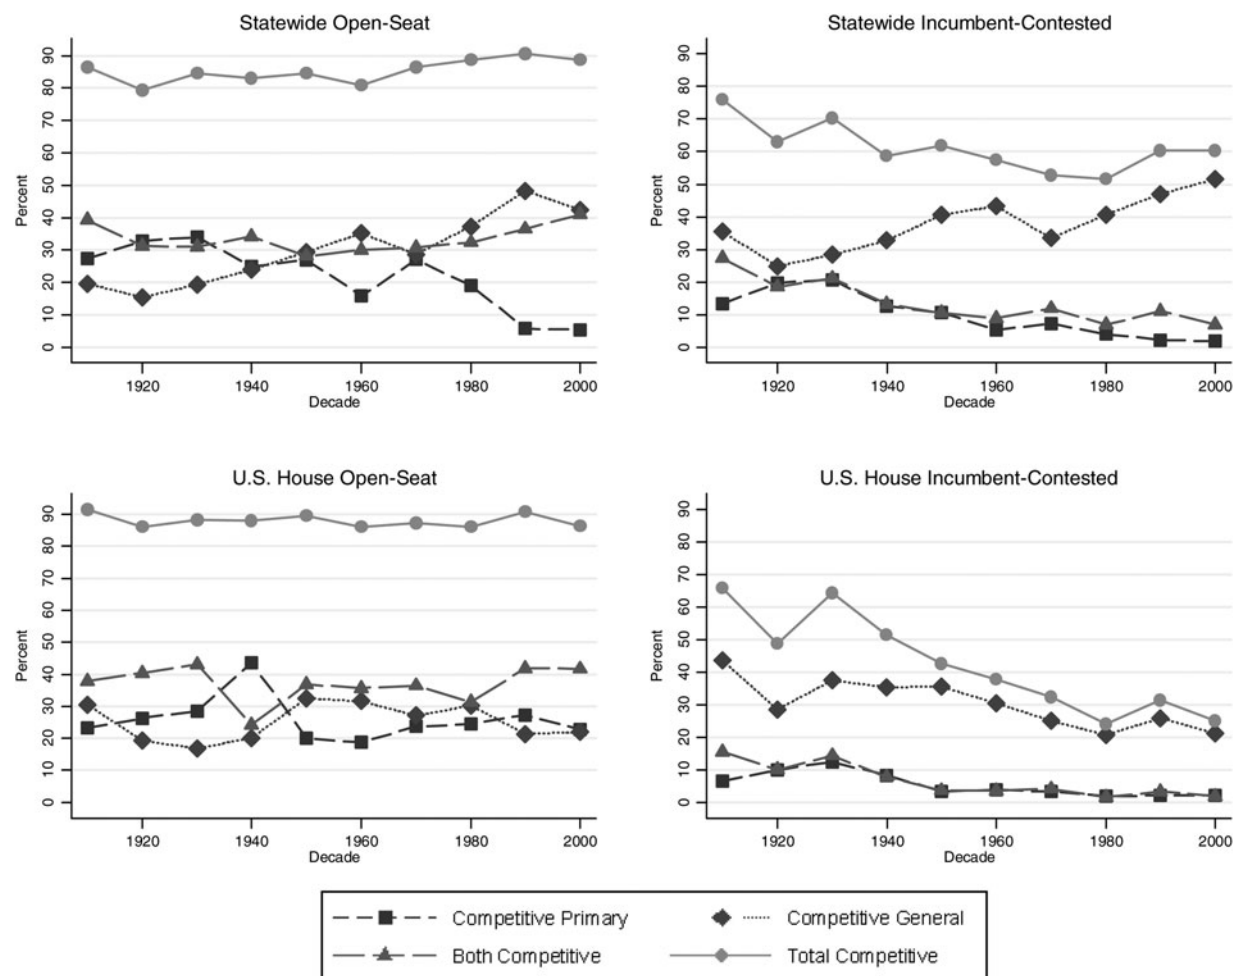 Statewide Open-Seat
Percent
90
80
70
60
50
40
30
20
10
0
1920 1940 1960 1980 2000
Decade
Statewide Incumbent-Contested
Percent
90
80
70
60
50
40
30
20
10
0
1920 1940 1960 1980 2000
Decade
U.S. House Open-Seat
Percent
90
80
70
60
50
40
30
20
10
0
1920 1940 1960 1980 2000
Decade
U.S. House Incumbent-Contested
Percent
90
80
70
60
50
40
30
20
10
0
1920 1940 1960 1980 2000
Decade
Competitive Primary
Competitive General
Both Competitive
Total Competitive